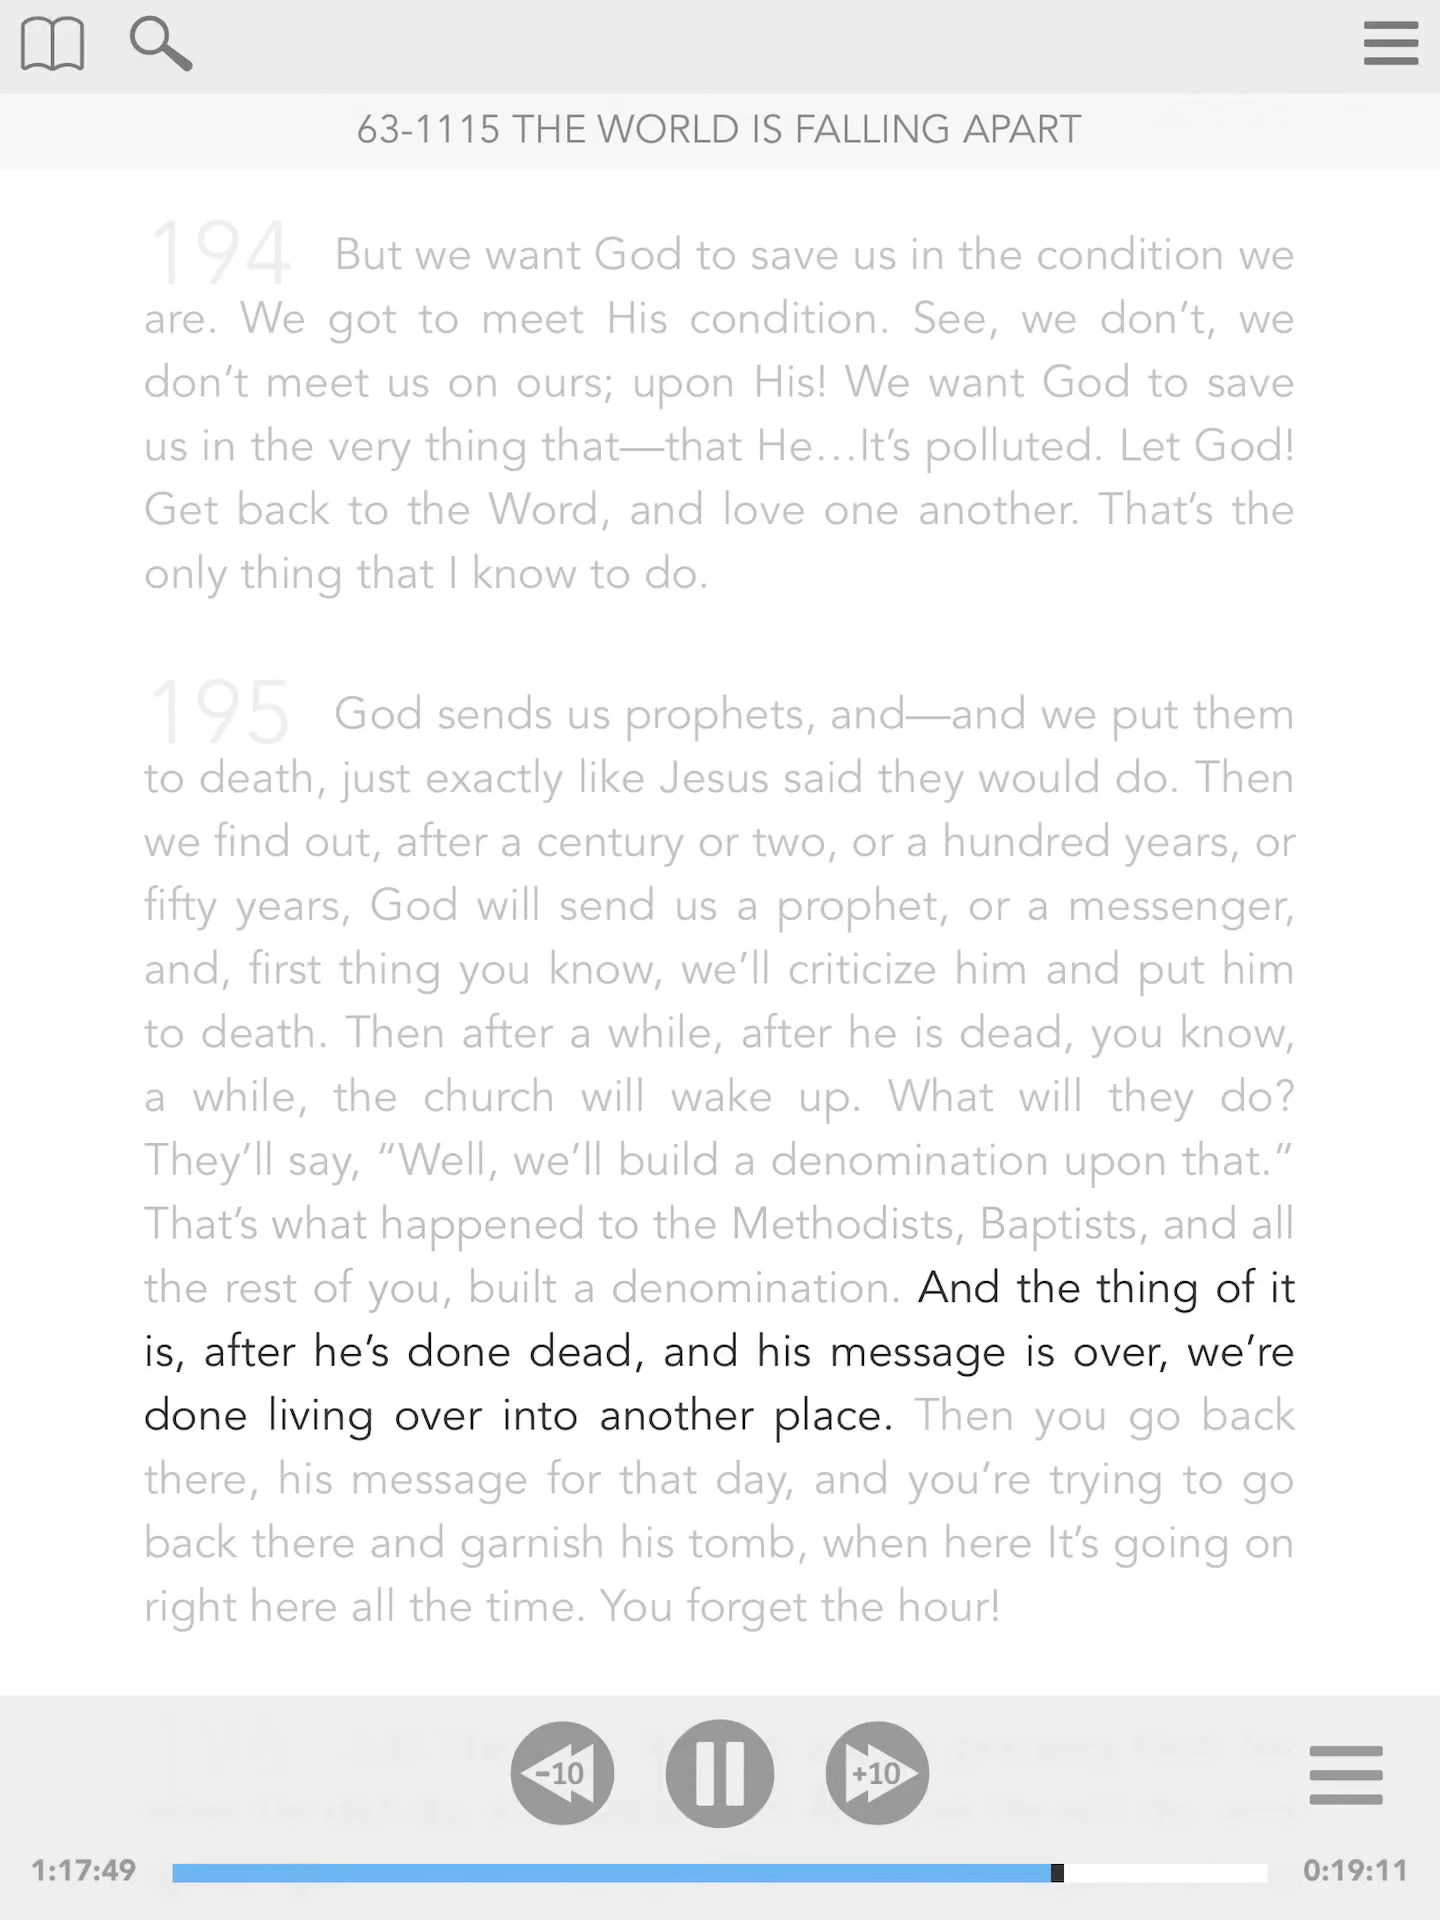 63-1115 THE WORLD IS FALLING APART
194 But we want God to save us in the condition we
are. We got to meet His condition. See, we don’t, we
don’t meet us on ours; upon His! We want God to save
us in the very thing that—that He…It’s polluted. Let God!
Get back to the Word, and love one another. That’s the
only thing that I know to do.
195 God sends us prophets, and—and we put them
to death, just exactly like Jesus said they would do. Then
we find out, after a century or two, or a hundred years, or
fifty years, God will send us a prophet, or a messenger,
and, first thing you know, we’ll criticize him and put him
to death. Then after a while, after he is dead, you know,
a while, the church will wake up. What will they do?
They’ll say, “Well, we’ll build a denomination upon that.”
That’s what happened to the Methodists, Baptists, and all
the rest of you, built a denomination. And the thing of it
is, after he’s done dead, and his message is over, we’re
done living over into another place. Then you go back
there, his message for that day, and you’re trying to go
back there and garnish his tomb, when here It’s going on
right here all the time. You forget the hour!
-10 +10
1:17:49 0:19:11